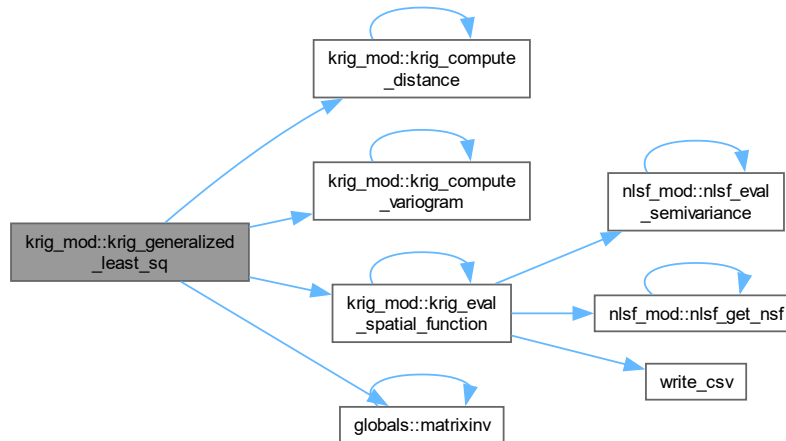 krig_mod::krig_compute
_distance
krig_mod::krig_compute
_variogram
nlsf_mod::nlsf_eval
_semivariance
krig_mod::krig_generalized
_least_sq
krig_mod::krig_eval
_spatial_function
nlsf_mod::nlsf_get_nsf
write_csv
globals::matrixinv